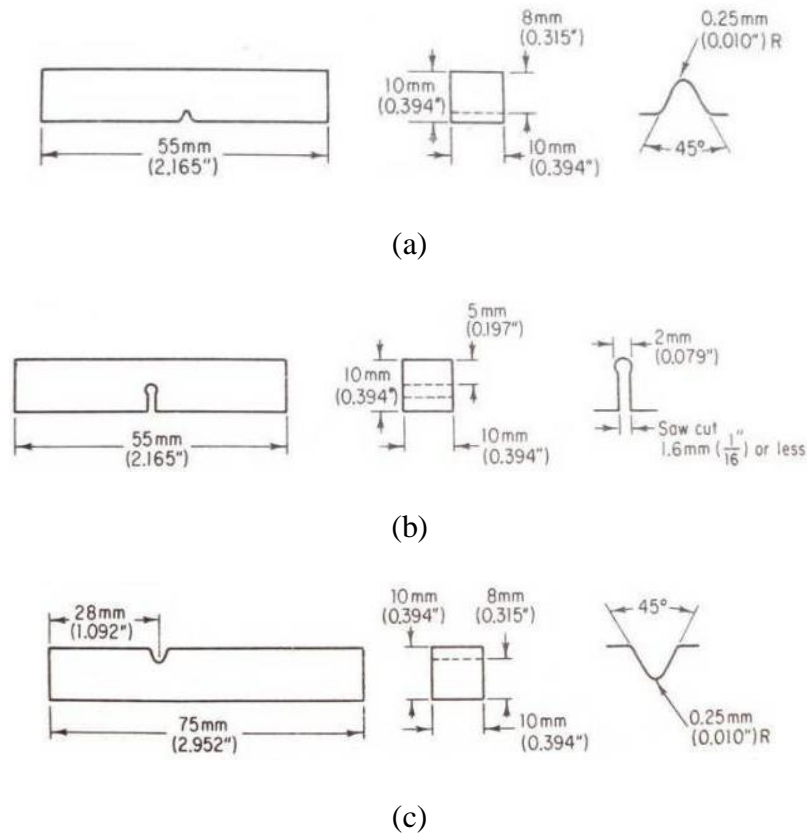 8mm
(0.315")
10mm
(0.394")
55mm
(2.165")
10mm
(0.394")
0.25mm
(0.010") R
45°
(a)
5mm
(0.197")
10mm
(0.394")
55mm
(2.165")
10mm
(0.394")
2mm
(0.079")
Saw cut
1.6mm (1/16") or less
(b)
28mm
(1.092")
75mm
(2.952")
10mm
(0.394")
8mm
(0.315")
10mm
(0.394")
45°
0.25mm
(0.010") R
(c)